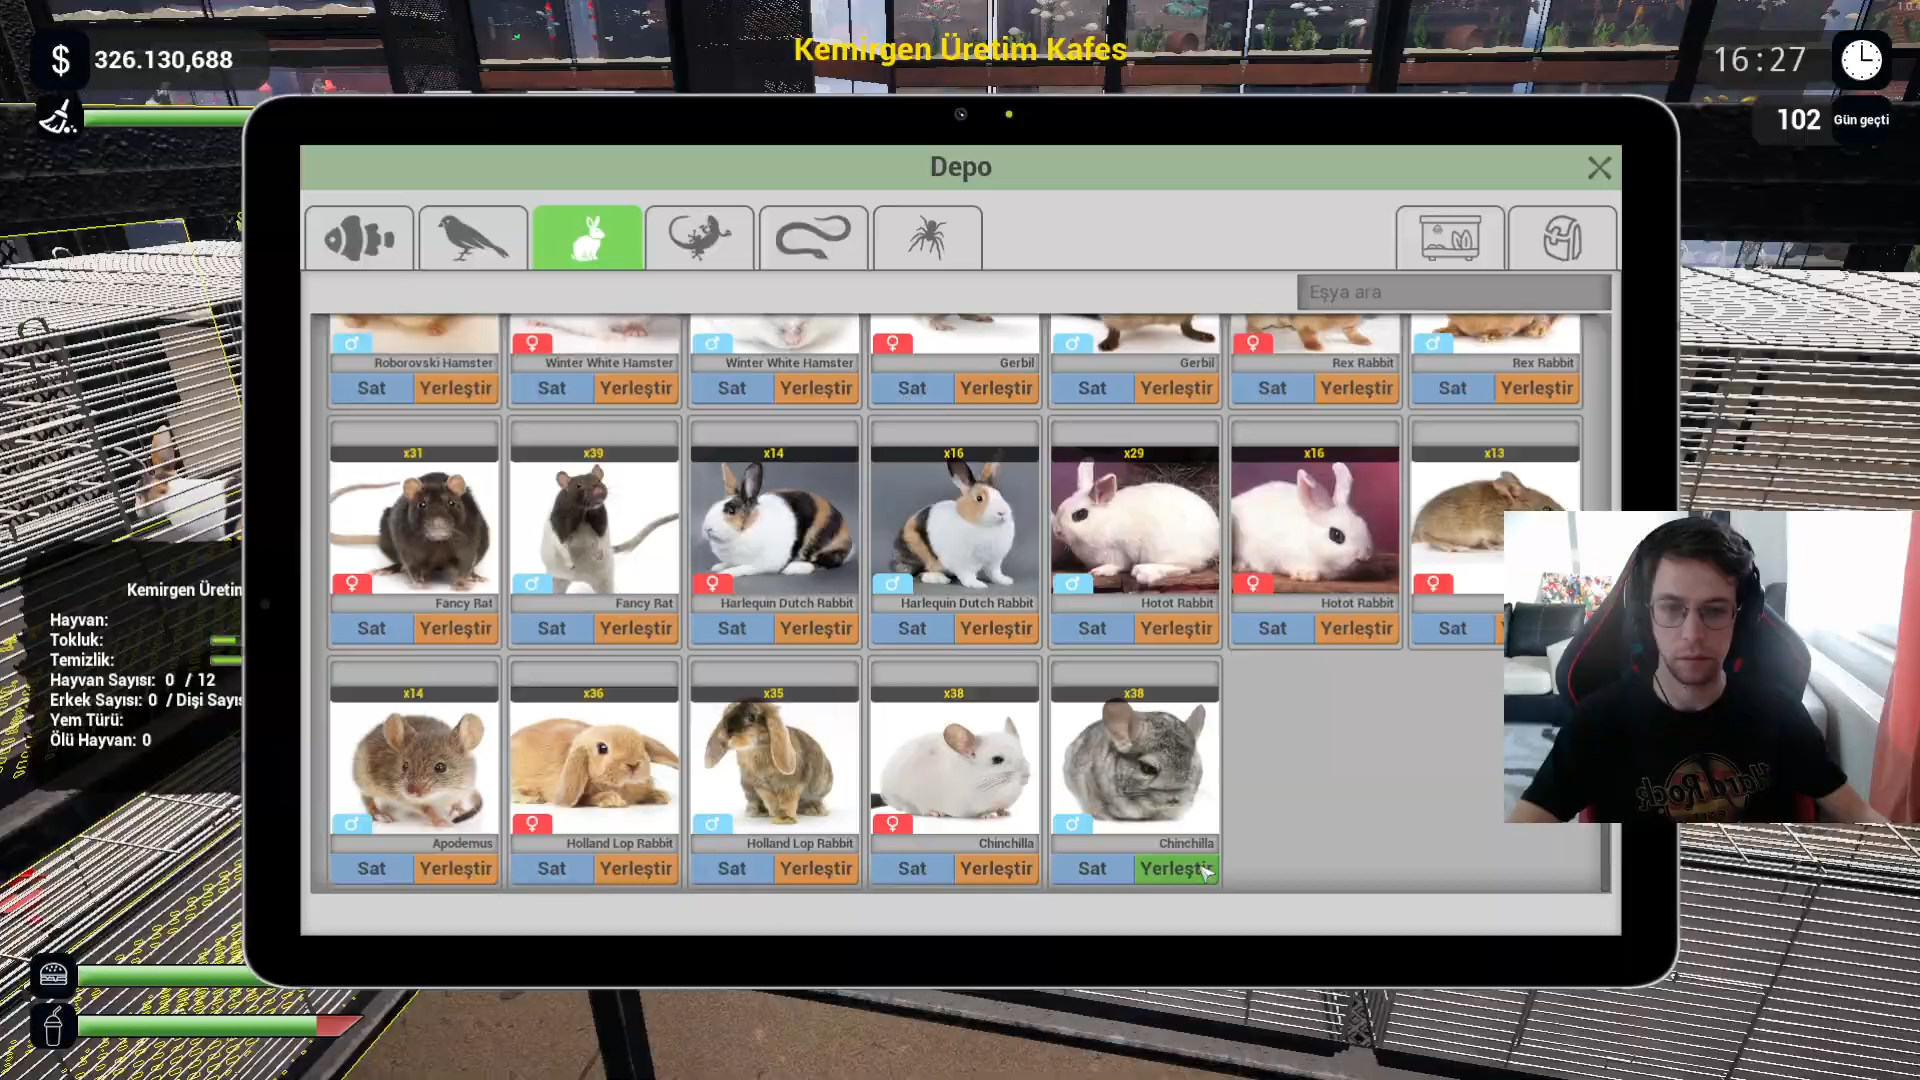 $ 326.130,688
Kemirgen Üretim Kafes
16:27
102 Gün geçti
Depo
Eşya ara
Roborovski Hamster
Winter White Hamster
Winter White Hamster
Gerbil
Gerbil
Rex Rabbit
Rex Rabbit
Sat Yerleştir
Sat Yerleştir
Sat Yerleştir
Sat Yerleştir
Sat Yerleştir
Sat Yerleştir
Sat Yerleştir
x31
x39
x14
x16
x29
x16
x13
Fancy Rat
Fancy Rat
Harlequin Dutch Rabbit
Harlequin Dutch Rabbit
Hotot Rabbit
Hotot Rabbit
Sat Yerleştir
Sat Yerleştir
Sat Yerleştir
Sat Yerleştir
Sat Yerleştir
Sat Yerleştir
Sat
x14
x36
x35
x38
x38
Apodemus
Holland Lop Rabbit
Holland Lop Rabbit
Chinchilla
Chinchilla
Sat Yerleştir
Sat Yerleştir
Sat Yerleştir
Sat Yerleştir
Sat Yerleştir
Kemirgen Üretim
Hayvan:
Tokluk:
Temizlik:
Hayvan Sayısı: 0 / 12
Erkek Sayısı: 0 / Dişi Sayıs
Yem Türü:
Ölü Hayvan: 0